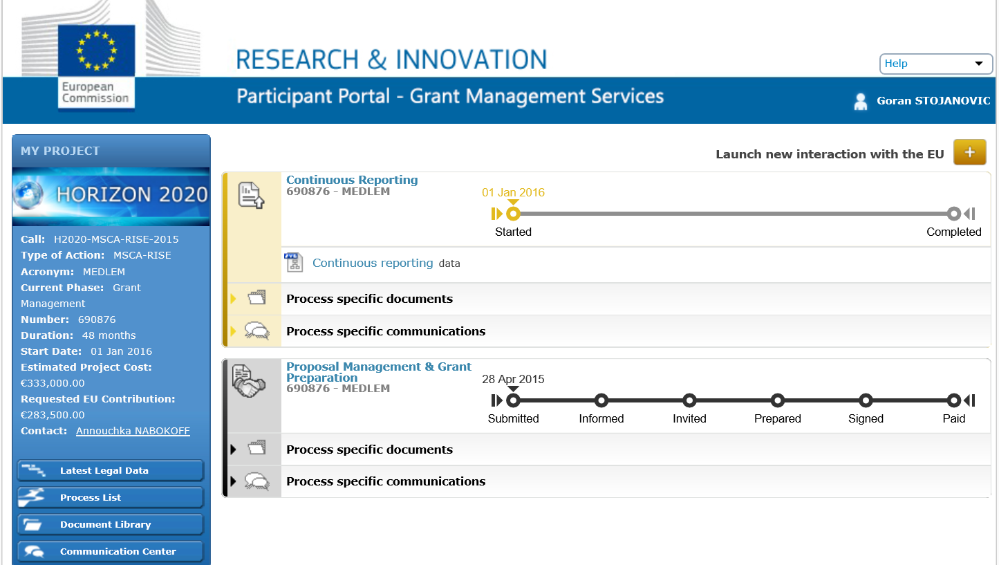 RESEARCH & INNOVATION
Help
European
Commission
Participant Portal - Grant Management Services
Goran STOJANOVIC
MY PROJECT
HORIZON 2020
Call: H2020-MSCA-RISE-2015
Type of Action: MSCA-RISE
Acronym: MEDLEM
Current Phase: Grant
Management
Number: 690876
Duration: 48 months
Start Date: 01 Jan 2016
Estimated Project Cost:
€333,000.00
Requested EU Contribution:
€283,500.00
Contact: Annouchka NABOKOFF
Latest Legal Data
Process List
Document Library
Communication Center
Launch new interaction with the EU +
Continuous Reporting
690876 - MEDLEM
01 Jan 2016
Started Completed
Continuous reporting data
Process specific documents
Process specific communications
Proposal Management & Grant
Preparation
690876 - MEDLEM
28 Apr 2015
Submitted Informed Invited Prepared Signed Paid
Process specific documents
Process specific communications